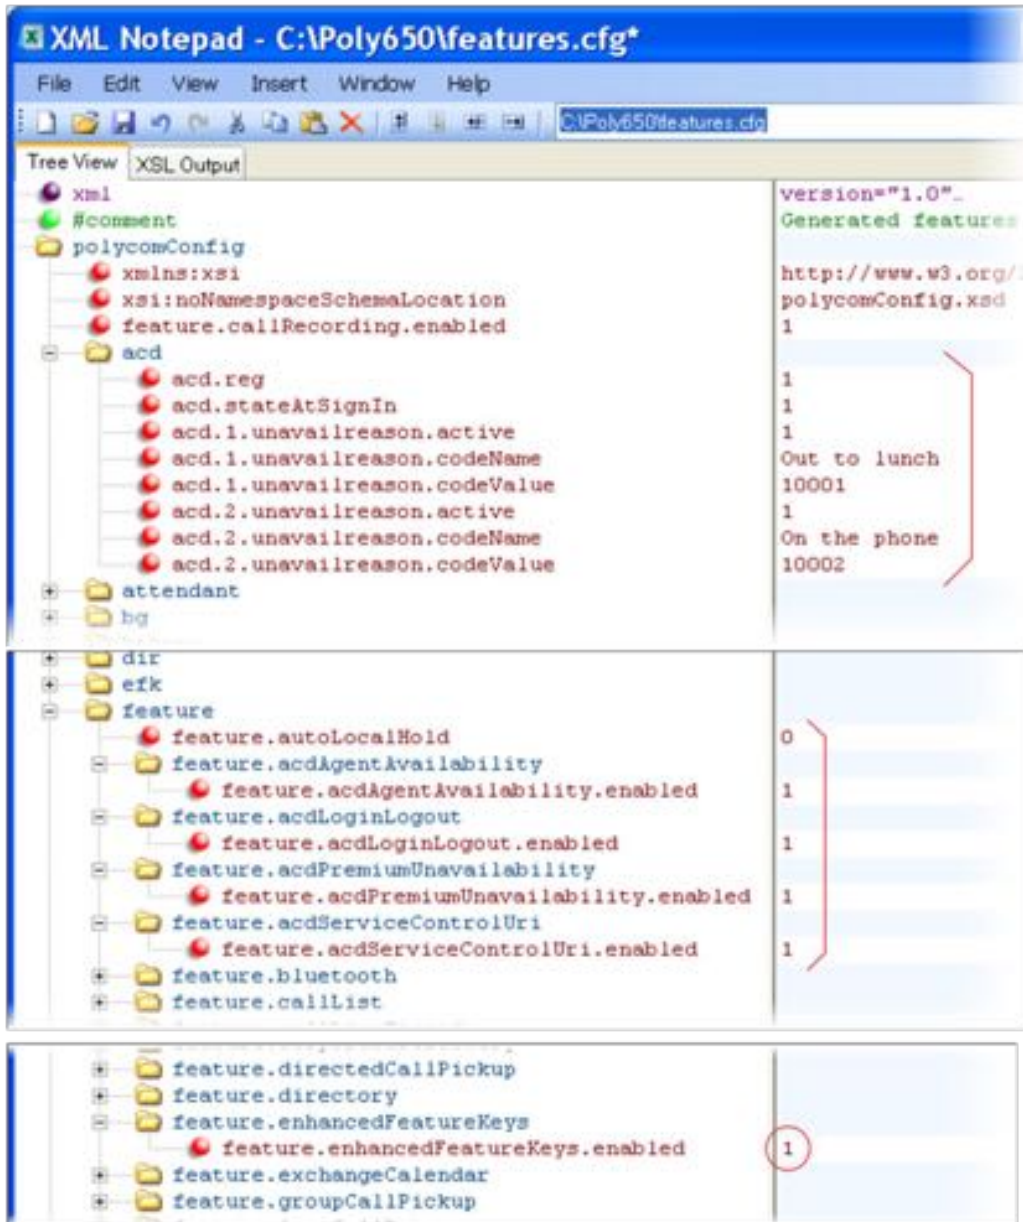 XML Notepad - C:\Poly650\features.cfg*
File Edit View Insert Window Help
C:\Poly650\features.cfg
Tree View XSL Output
xml version="1.0"...
#comment Generated features
polycomConfig
xmlns:xsi http://www.w3.org/
xsi:noNamespaceSchemaLocation polycomConfig.xsd
feature.callRecording.enabled 1
acd
acd.reg 1
acd.stateAtSignIn 1
acd.1.unavailreason.active 1
acd.1.unavailreason.codeName Out to lunch
acd.1.unavailreason.codeValue 10001
acd.2.unavailreason.active 1
acd.2.unavailreason.codeName On the phone
acd.2.unavailreason.codeValue 10002
attendant
bg
dir
efk
feature
feature.autoLocalHold 0
feature.acdAgentAvailability
feature.acdAgentAvailability.enabled 1
feature.acdLoginLogout
feature.acdLoginLogout.enabled 1
feature.acdPremiumUnavailability
feature.acdPremiumUnavailability.enabled 1
feature.acdServiceControlUri
feature.acdServiceControlUri.enabled 1
feature.bluetooth
feature.callList
feature.directedCallPickup
feature.directory
feature.enhancedFeatureKeys
feature.enhancedFeatureKeys.enabled 1
feature.exchangeCalendar
feature.groupCallPickup